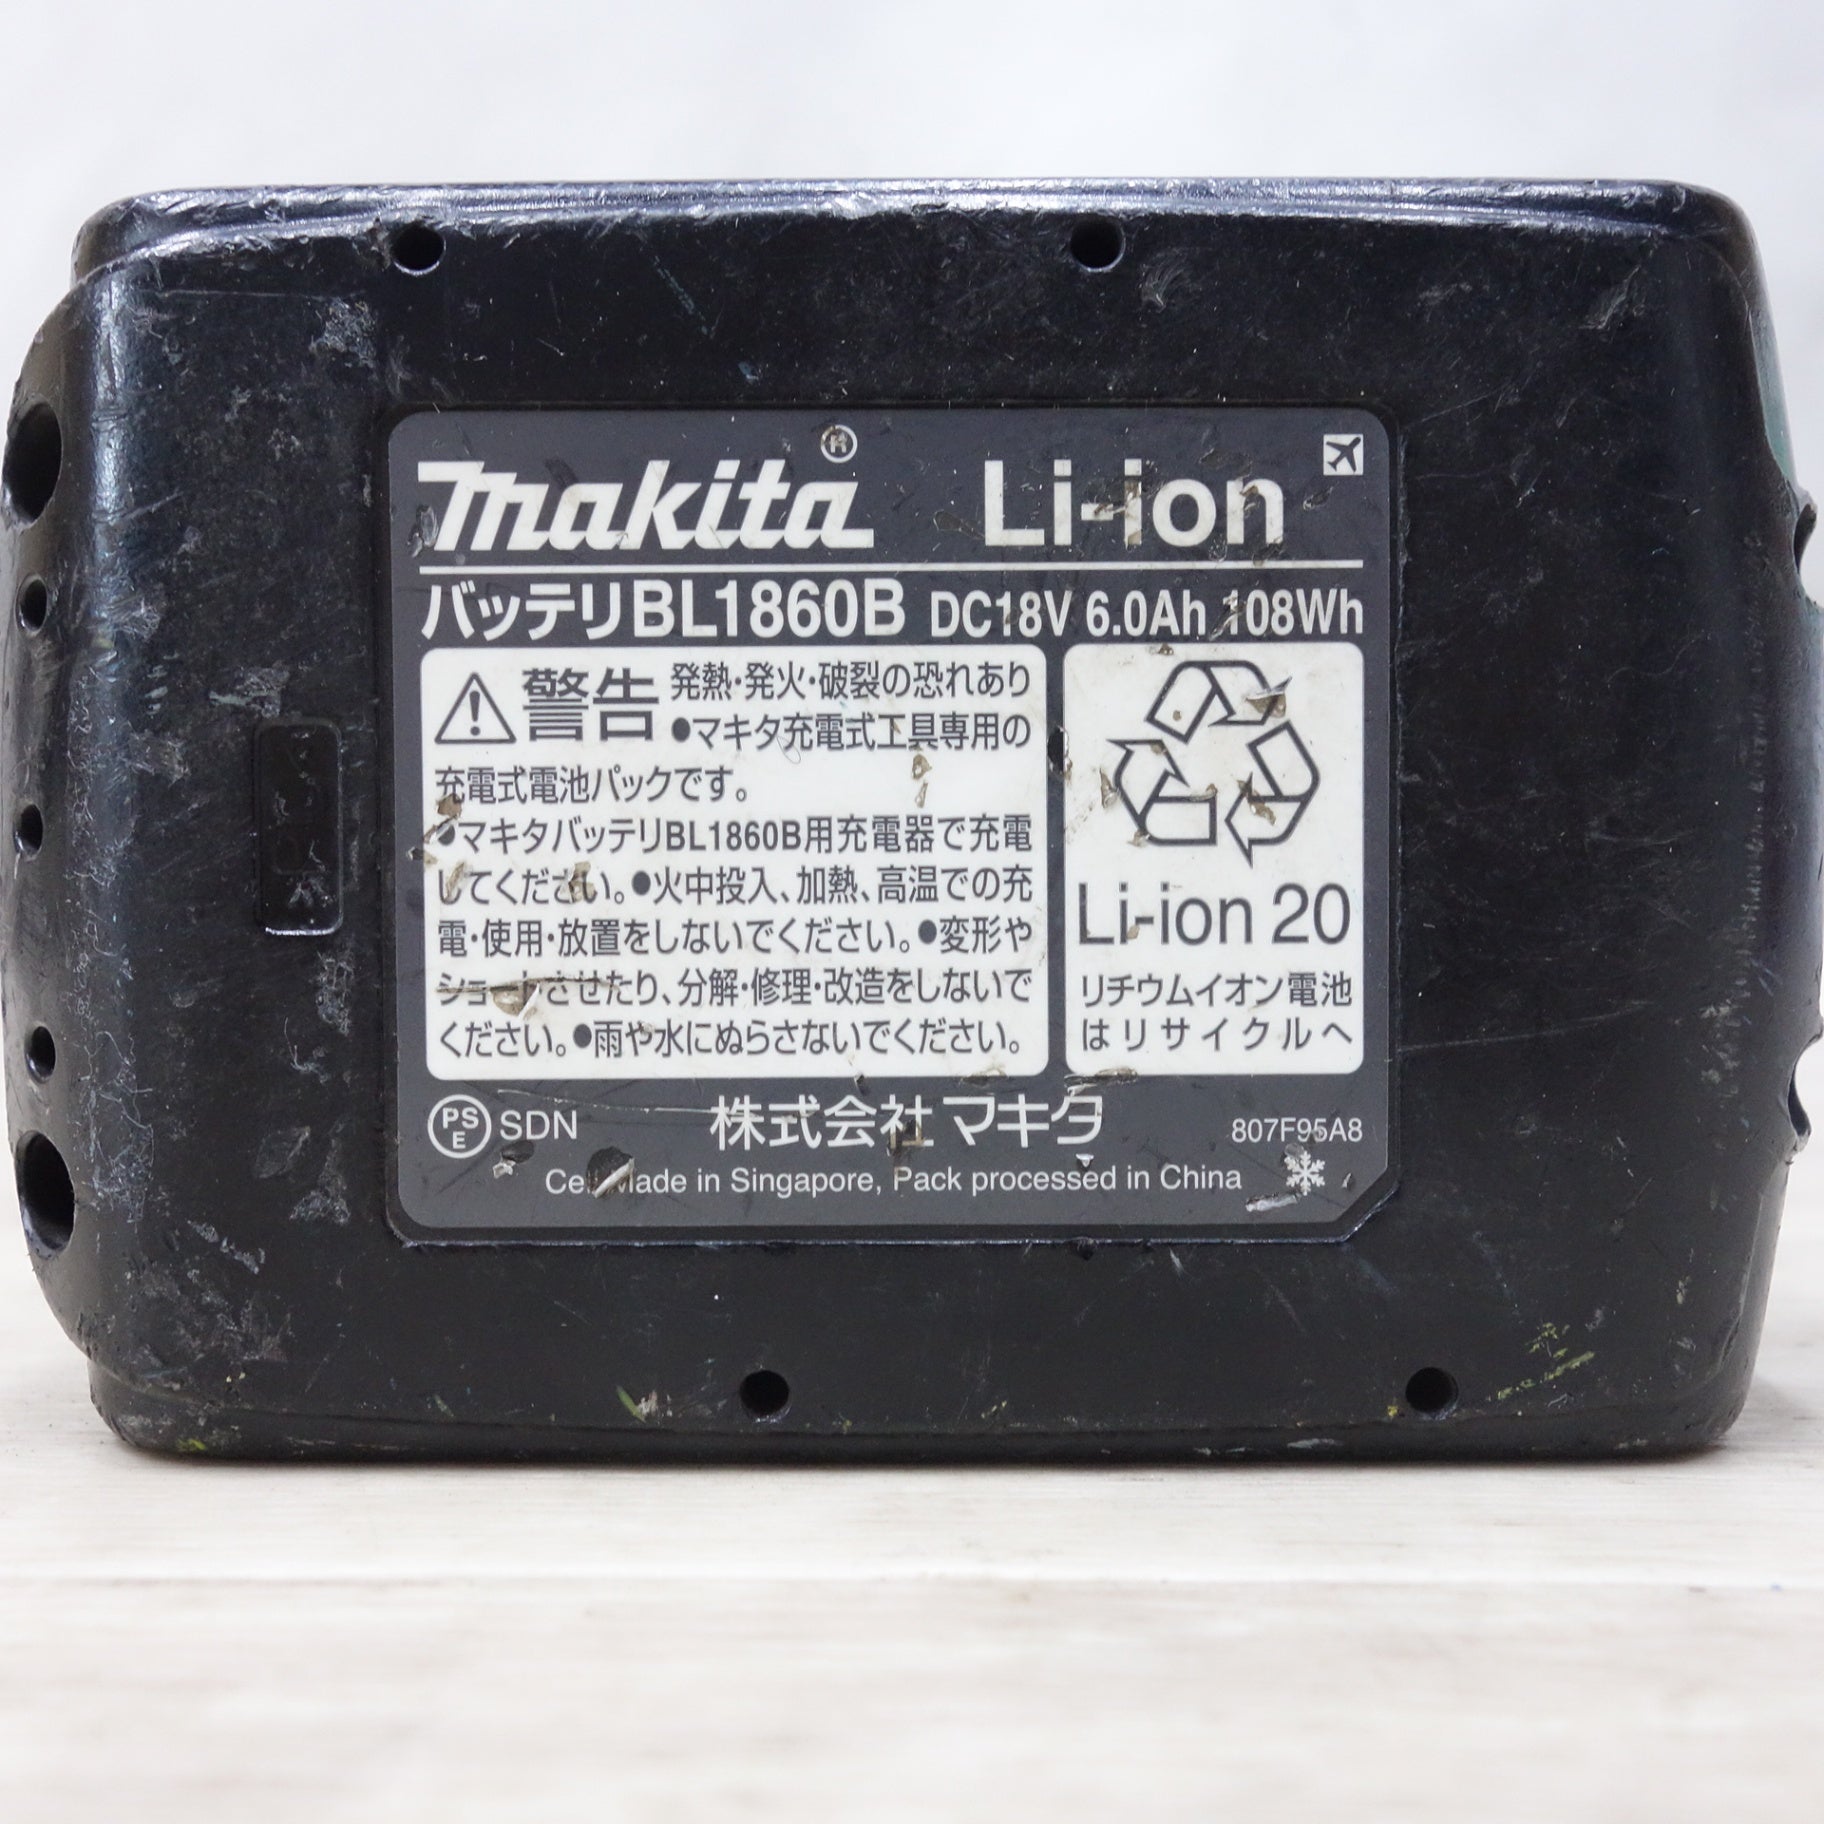 makita® Li-ion
バッテリBL1860B DC18V 6.0Ah 108Wh
警告 発熱・発火・破裂の恐れあり
●マキタ充電式工具専用の
充電式電池パックです。
●マキタバッテリBL1860B用充電器で充電
してください。●火中投入、加熱、高温での充
電・使用・放置をしないでください。●変形や
ショートさせたり、分解・修理・改造をしないで
ください。●雨や水にぬらさないでください。
Li-ion 20
リチウムイオン電池
はリサイクルへ
PSE SDN 株式会社マキタ 807F95A8
Cell Made in Singapore, Pack processed in China